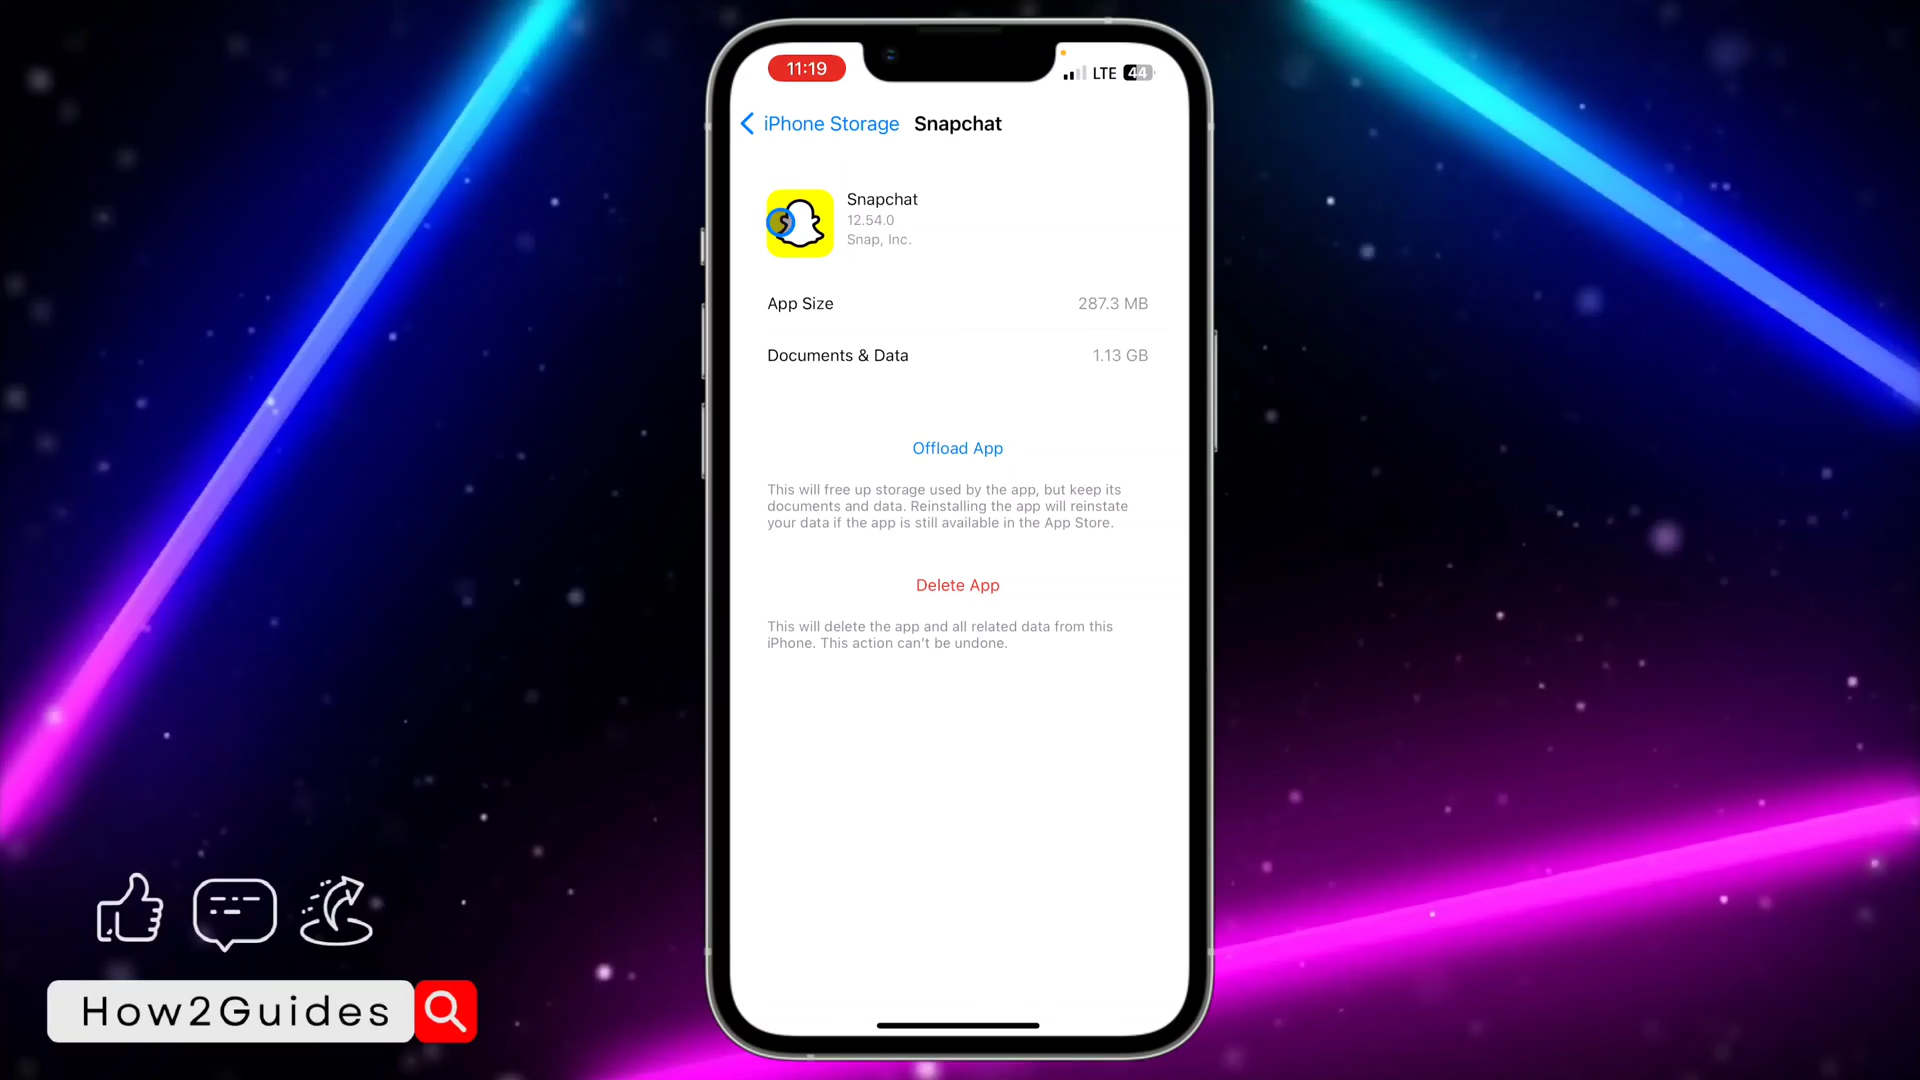 11:19
LTE 44
iPhone Storage Snapchat
Snapchat
12.54.0
Snap, Inc.
App Size 287.3 MB
Documents & Data 1.13 GB
Offload App
This will free up storage used by the app, but keep its
documents and data. Reinstalling the app will reinstate
your data if the app is still available in the App Store.
Delete App
This will delete the app and all related data from this
iPhone. This action can't be undone.
How2Guides